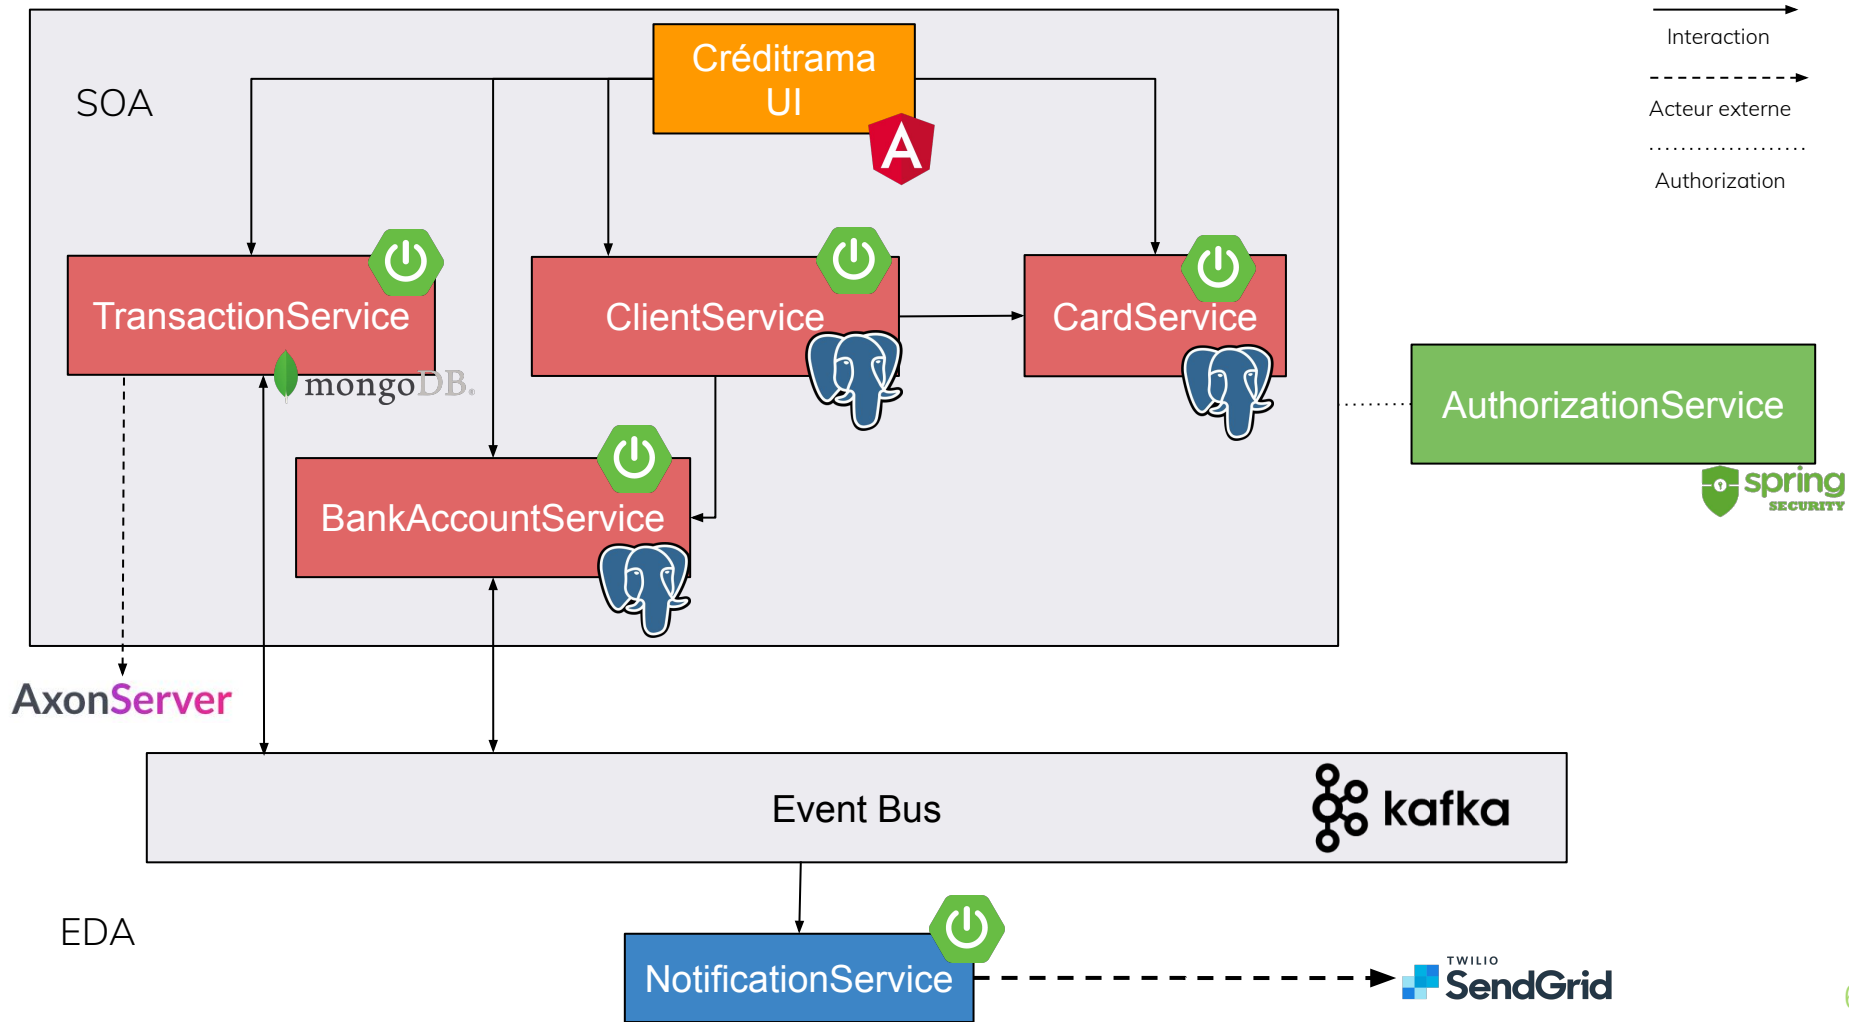 Créditrama
UI
SOA
Interaction
Acteur externe
Authorization
TransactionService
mongoDB.
ClientService
CardService
AuthorizationService
spring
SECURITY
BankAccountService
AxonServer
Event Bus
kafka
EDA
NotificationService
TWILIO
SendGrid